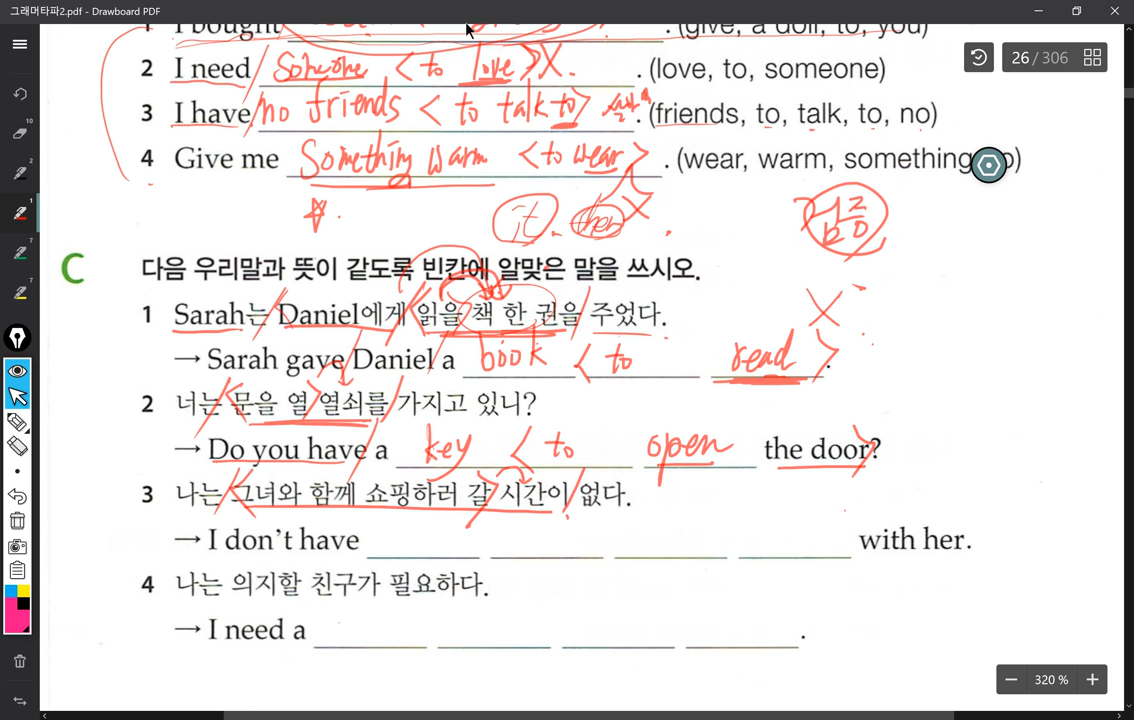 그래머타파2.pdf - Drawboard PDF
26 / 306
1 I bought . (give, a doll, to, you)
2 I need someone < to love > X. . (love, to, someone)
3 I have no friends < to talk to > . (friends, to, talk, to, no)
4 Give me something warm < to wear > . (wear, warm, something
it. them X
C 다음 우리말과 뜻이 같도록 빈칸에 알맞은 말을 쓰시오.
1 Sarah는 Daniel에게 읽을 책 한 권을 주었다. X
→ Sarah gave Daniel a book < to read > .
2 너는 문을 열 열쇠를 가지고 있니?
→ Do you have a key < to open the door?
3 나는 그녀와 함께 쇼핑하러 갈 시간이 없다.
→ I don't have with her.
4 나는 의지할 친구가 필요하다.
→ I need a .
320 %